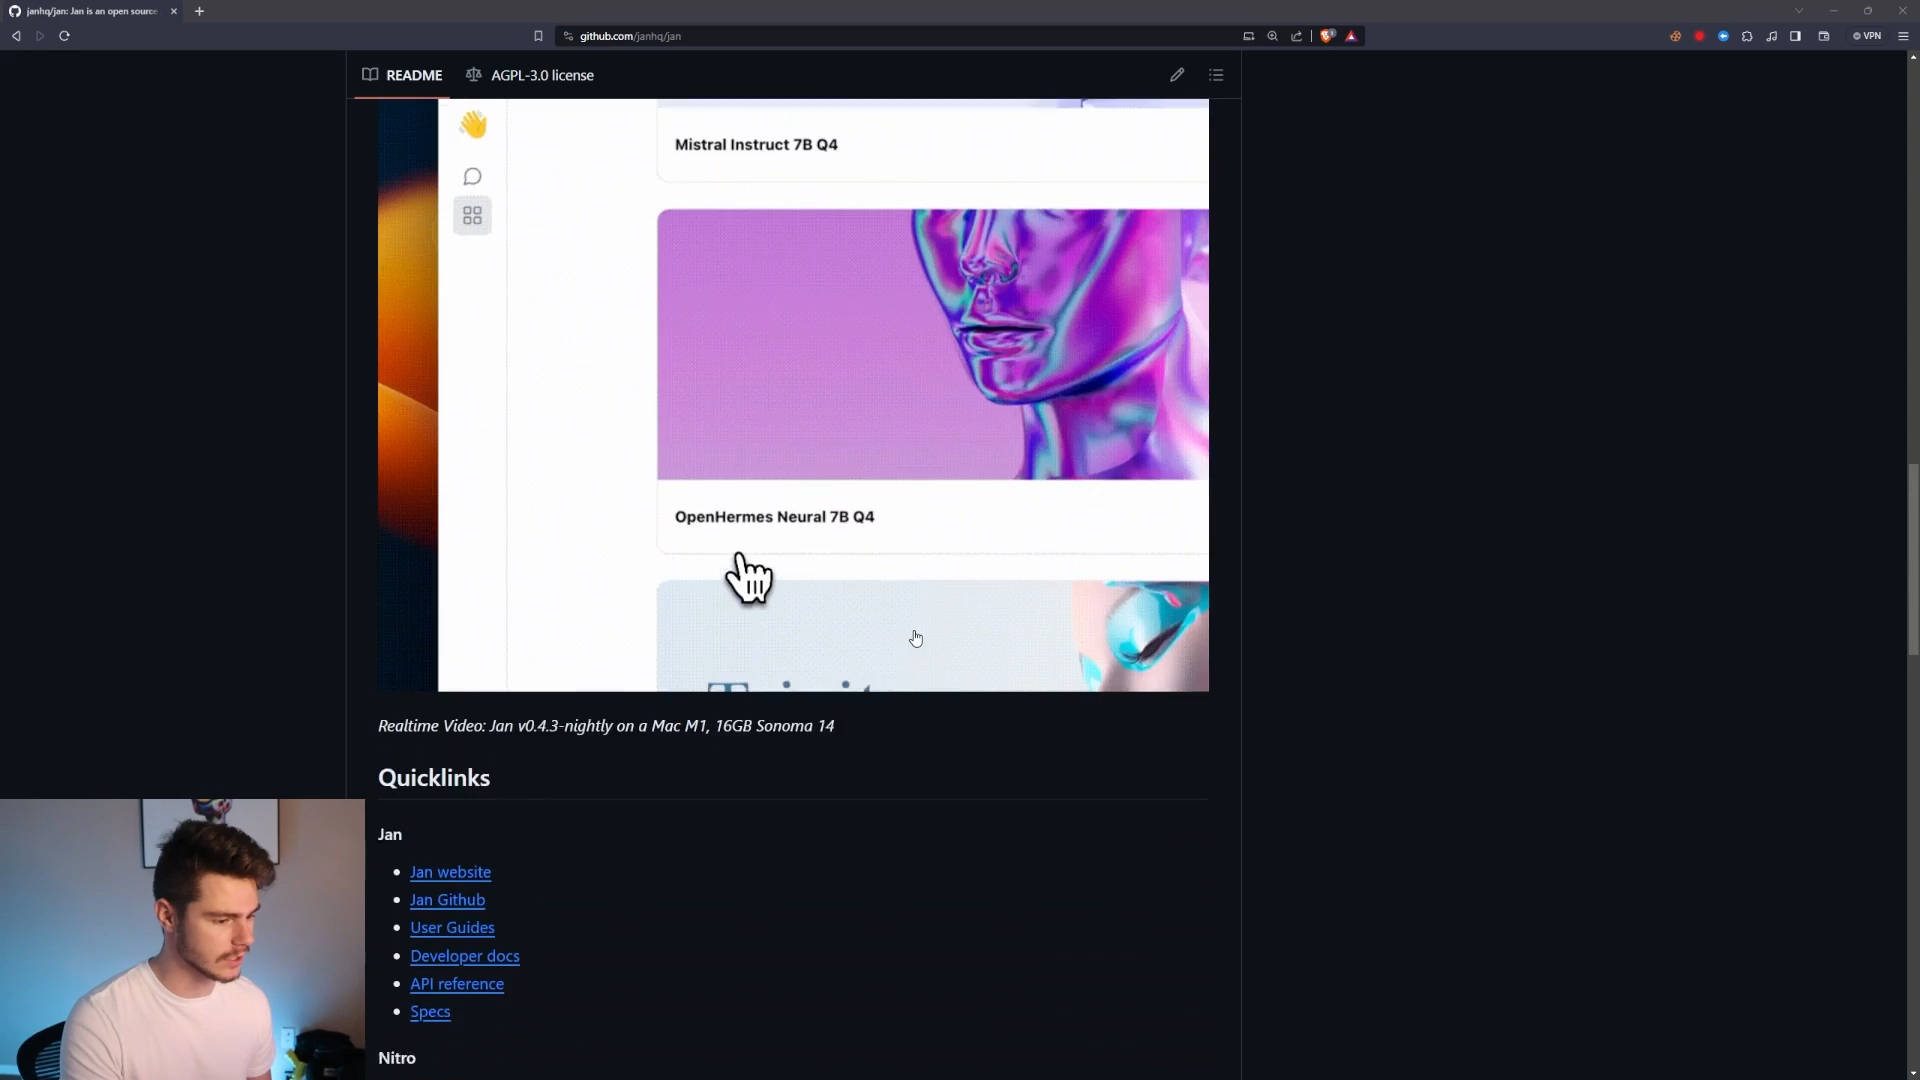 janhq/jan: Jan is an open source
github.com/janhq/jan
VPN
README
AGPL-3.0 license
Mistral Instruct 7B Q4
OpenHermes Neural 7B Q4
Realtime Video: Jan v0.4.3-nightly on a Mac M1, 16GB Sonoma 14
Quicklinks
Jan
Jan website
Jan Github
User Guides
Developer docs
API reference
Specs
Nitro